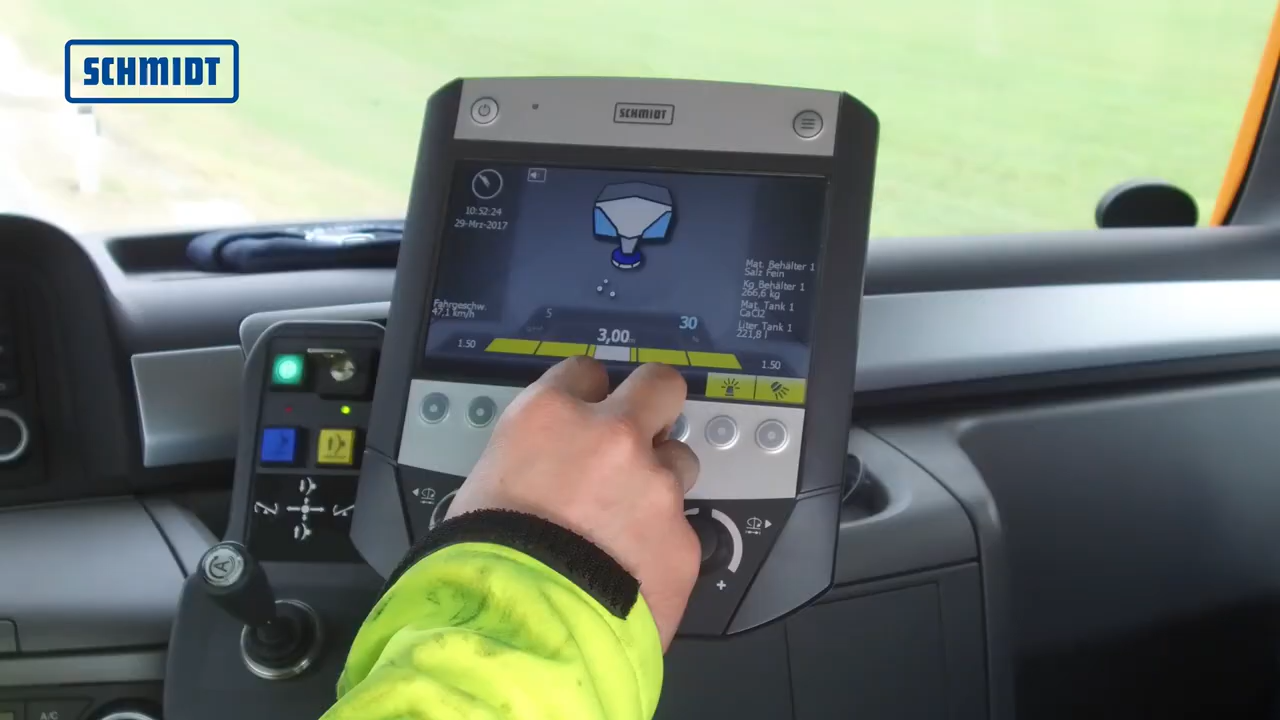 SCHMIDT
SCHMIDT
10:52:24
29-Mrz-2017
Mat. Behälter 1
Salz Fein
Kg Behälter 1
266,6 kg
Mat. Tank 1
CaCl2
Liter Tank 1
221,8 l
Fahrgeschw.
47,1 km/h
5
30
3,00
1.50
1.50
+
A
A/C